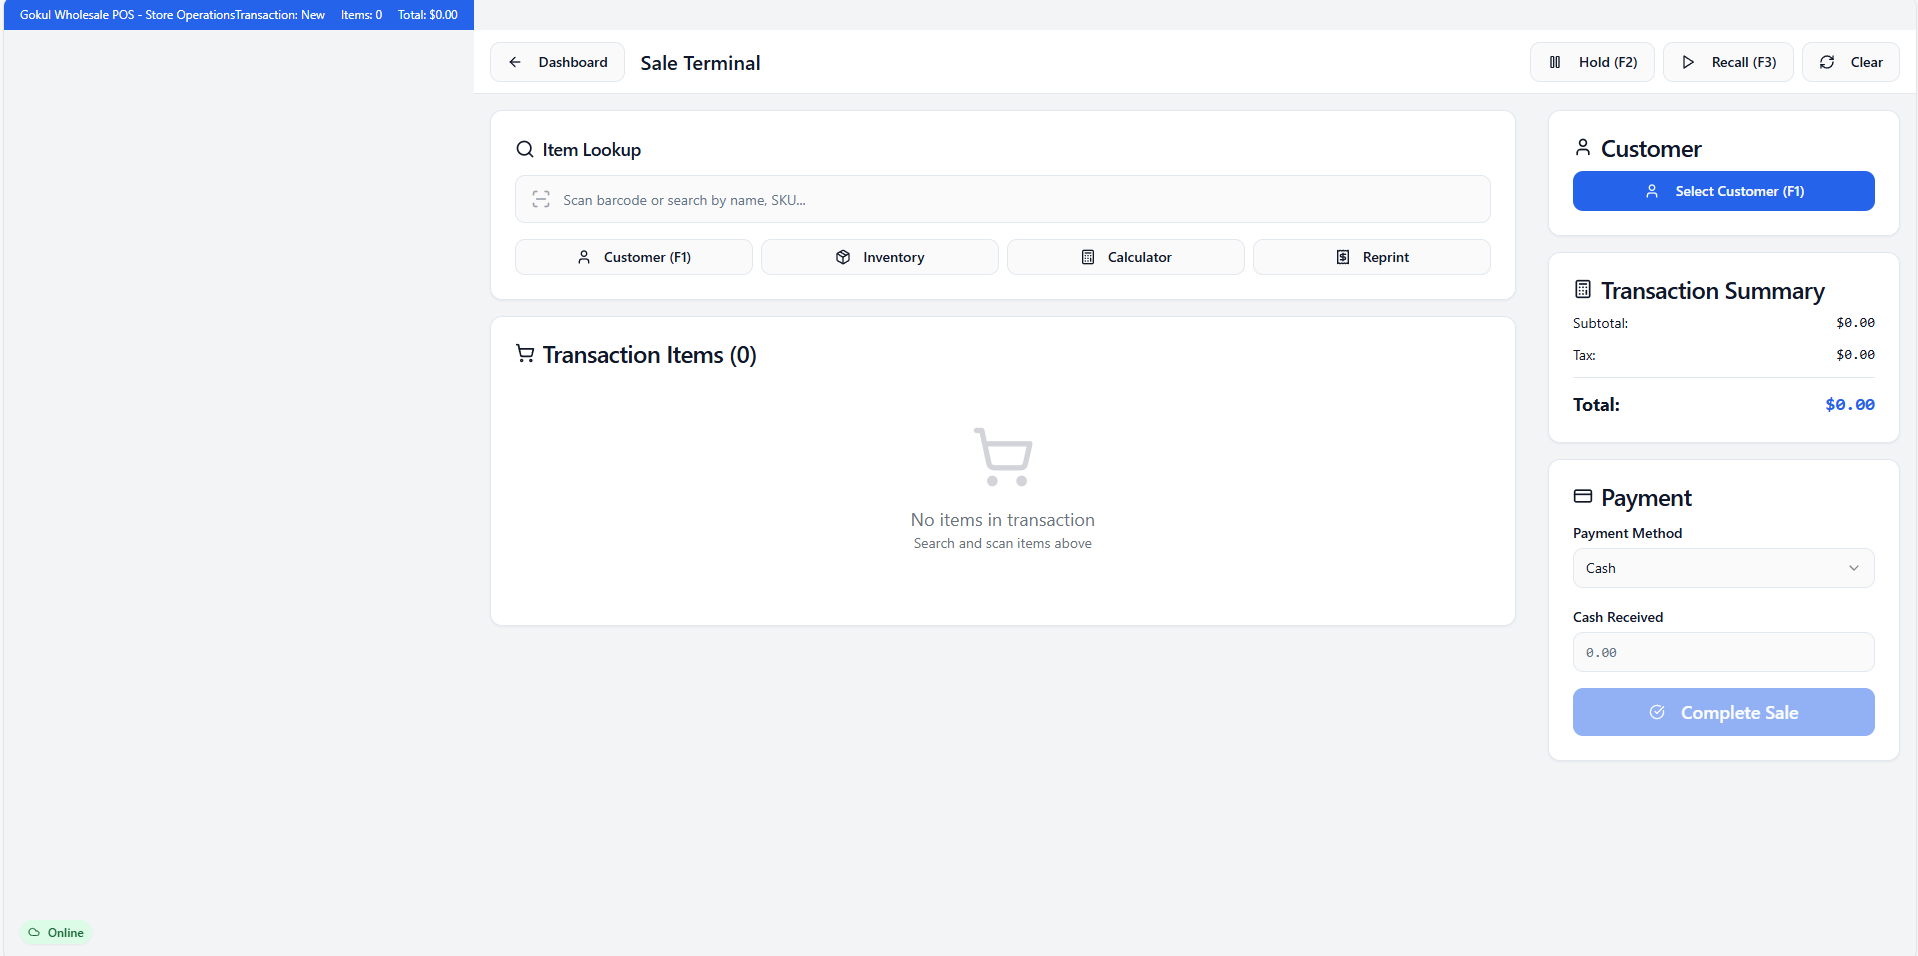 Gokul Wholesale POS - Store OperationsTransaction: New Items: 0 Total: $0.00
Dashboard Sale Terminal Hold (F2) Recall (F3) Clear
Item Lookup
Scan barcode or search by name, SKU...
Customer (F1) Inventory Calculator Reprint
Transaction Items (0)
No items in transaction
Search and scan items above
Customer
Select Customer (F1)
Transaction Summary
Subtotal: $0.00
Tax: $0.00
Total: $0.00
Payment
Payment Method
Cash
Cash Received
0.00
Complete Sale
Online